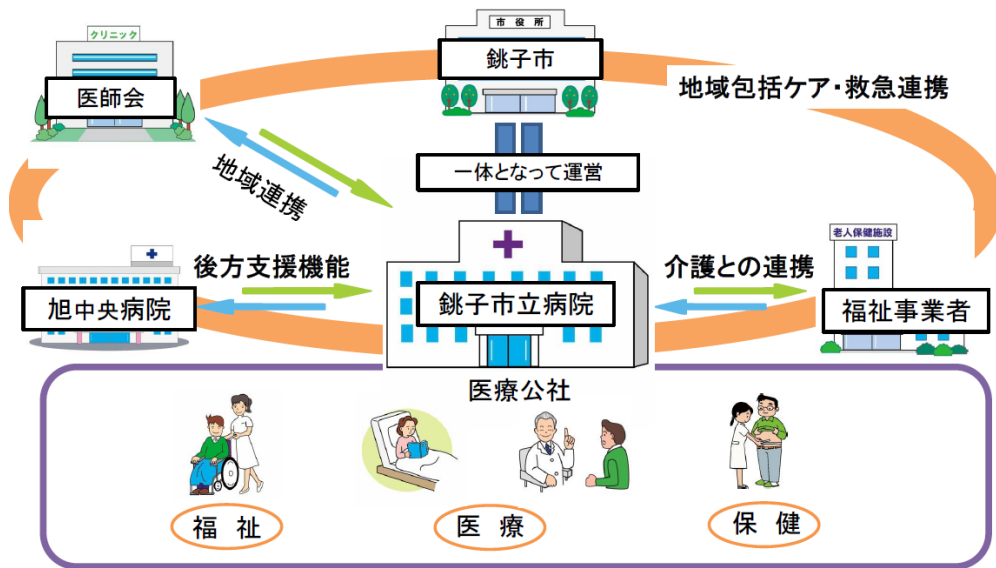 クリニック
医師会
市役所
銚子市
地域包括ケア・救急連携
地域連携
一体となって運営
老人保健施設
旭中央病院
後方支援機能
銚子市立病院
介護との連携
福祉事業者
医療公社
福祉
医療
保健